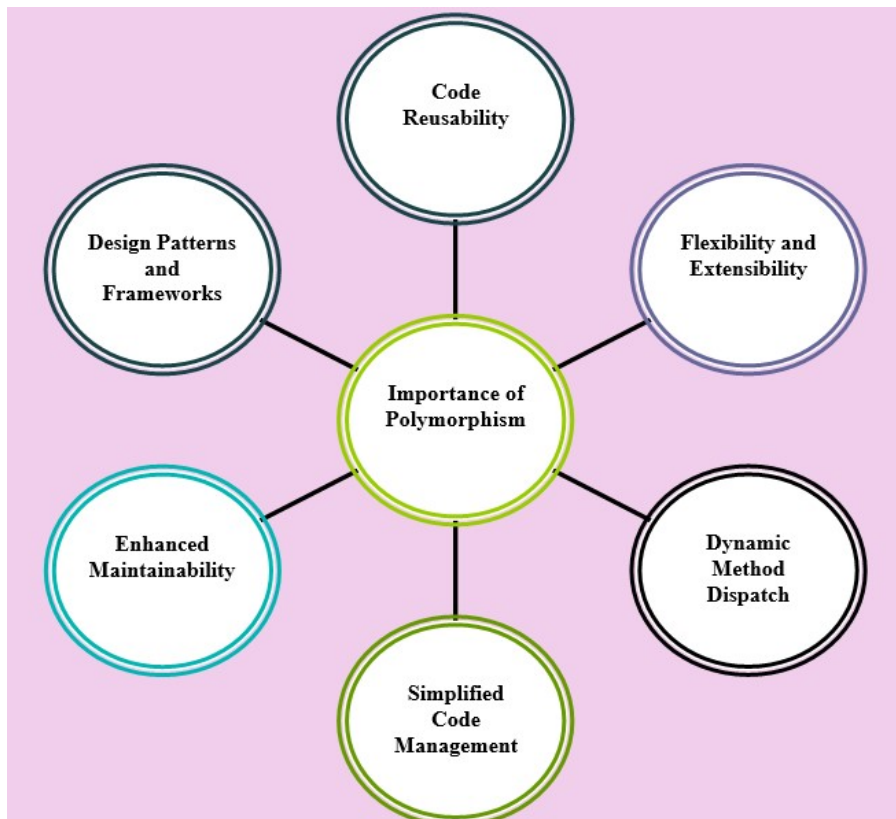 Code
Reusability
Flexibility and
Extensibility
Dynamic
Method
Dispatch
Simplified
Code
Management
Enhanced
Maintainability
Design Patterns
and
Frameworks
Importance of
Polymorphism